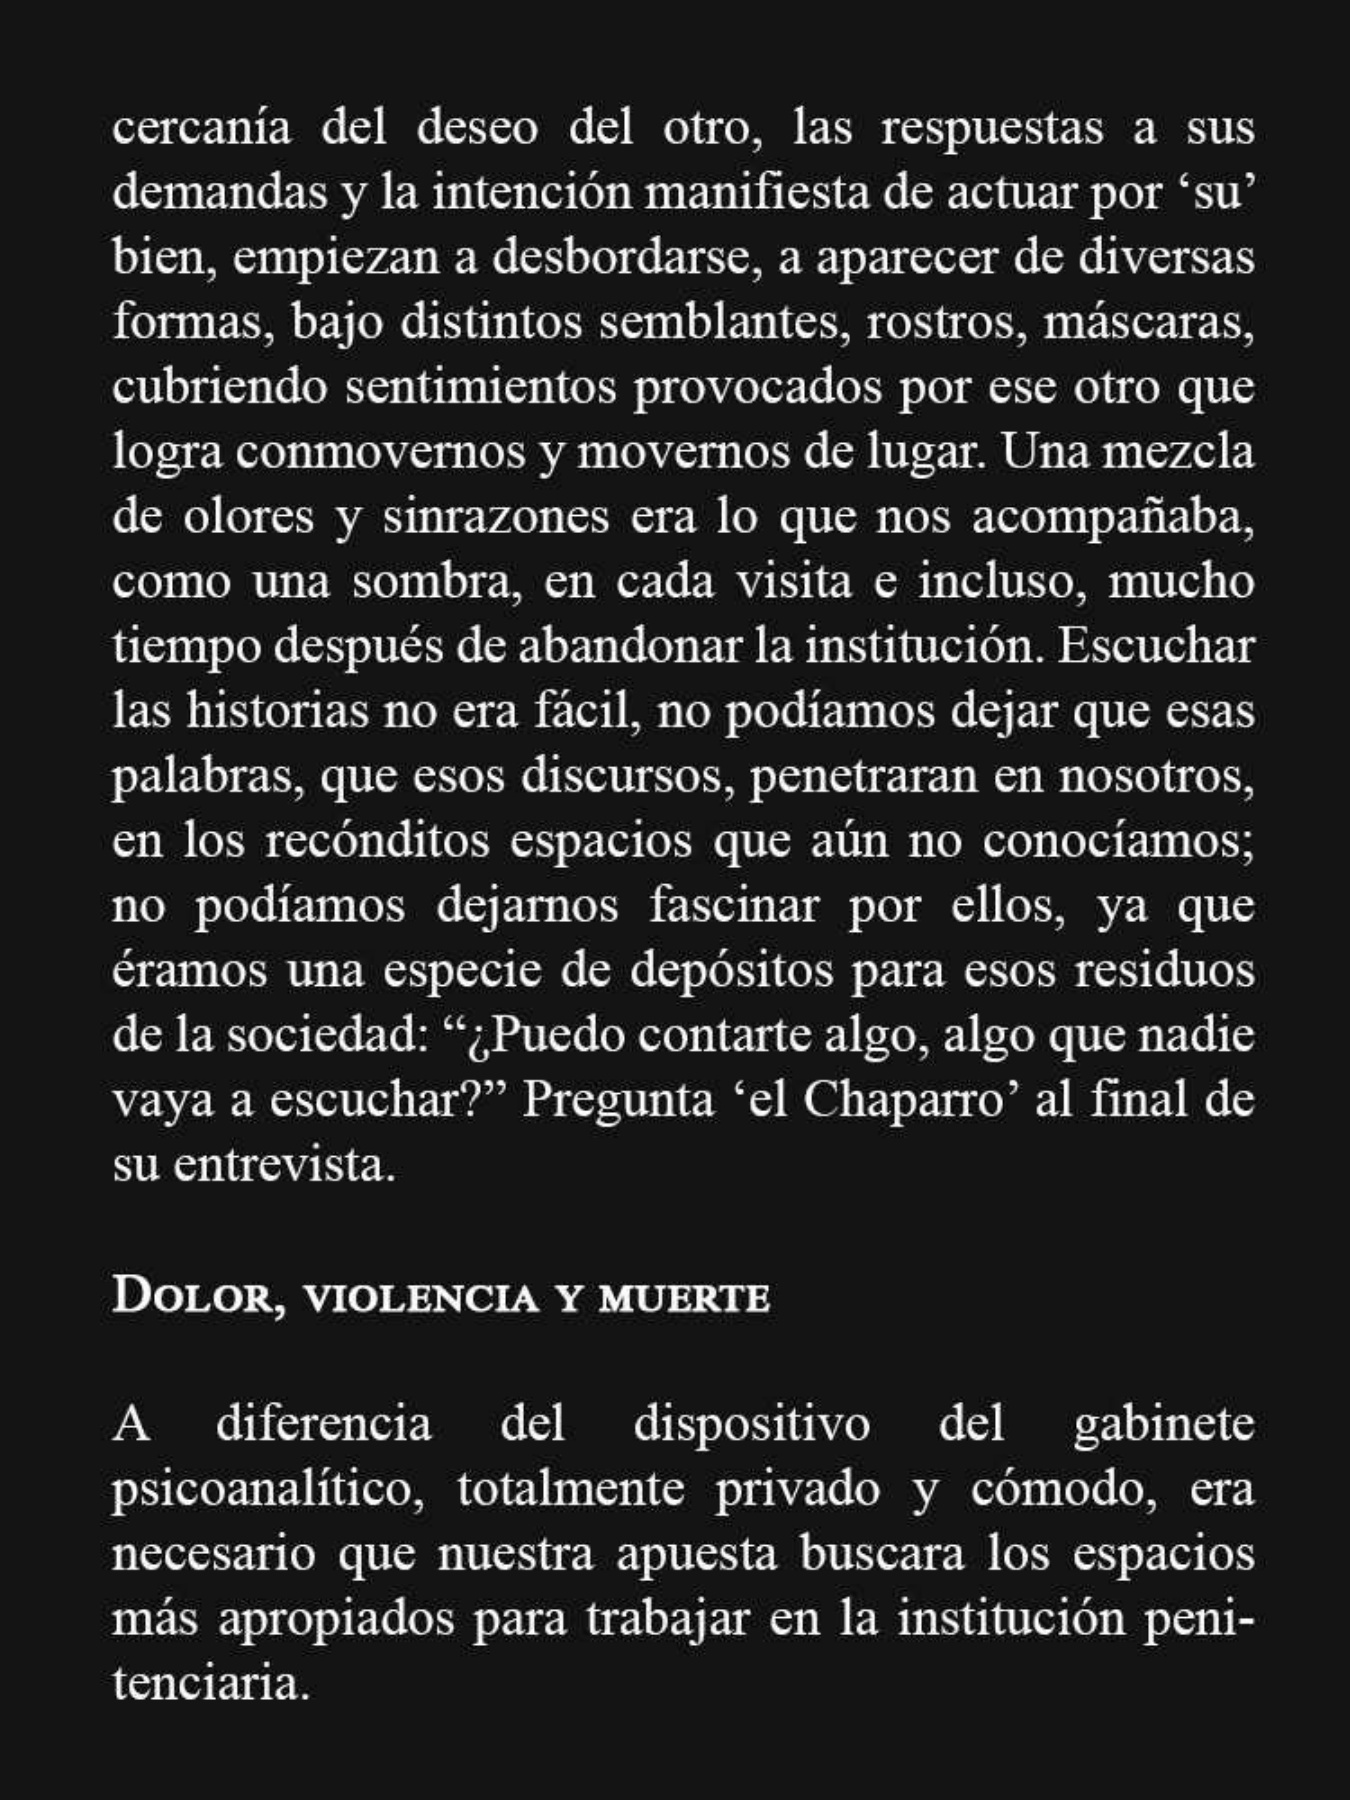 cercanía del deseo del otro, las respuestas a sus
demandas y la intención manifiesta de actuar por ‘su’
bien, empiezan a desbordarse, a aparecer de diversas
formas, bajo distintos semblantes, rostros, máscaras,
cubriendo sentimientos provocados por ese otro que
logra conmovernos y movernos de lugar. Una mezcla
de olores y sinrazones era lo que nos acompañaba,
como una sombra, en cada visita e incluso, mucho
tiempo después de abandonar la institución. Escuchar
las historias no era fácil, no podíamos dejar que esas
palabras, que esos discursos, penetraran en nosotros,
en los recónditos espacios que aún no conocíamos;
no podíamos dejarnos fascinar por ellos, ya que
éramos una especie de depósitos para esos residuos
de la sociedad: “¿Puedo contarte algo, algo que nadie
vaya a escuchar?” Pregunta ‘el Chaparro’ al final de
su entrevista.
Dolor, violencia y muerte
A diferencia del dispositivo del gabinete
psicoanalítico, totalmente privado y cómodo, era
necesario que nuestra apuesta buscara los espacios
más apropiados para trabajar en la institución peni-
tenciaria.